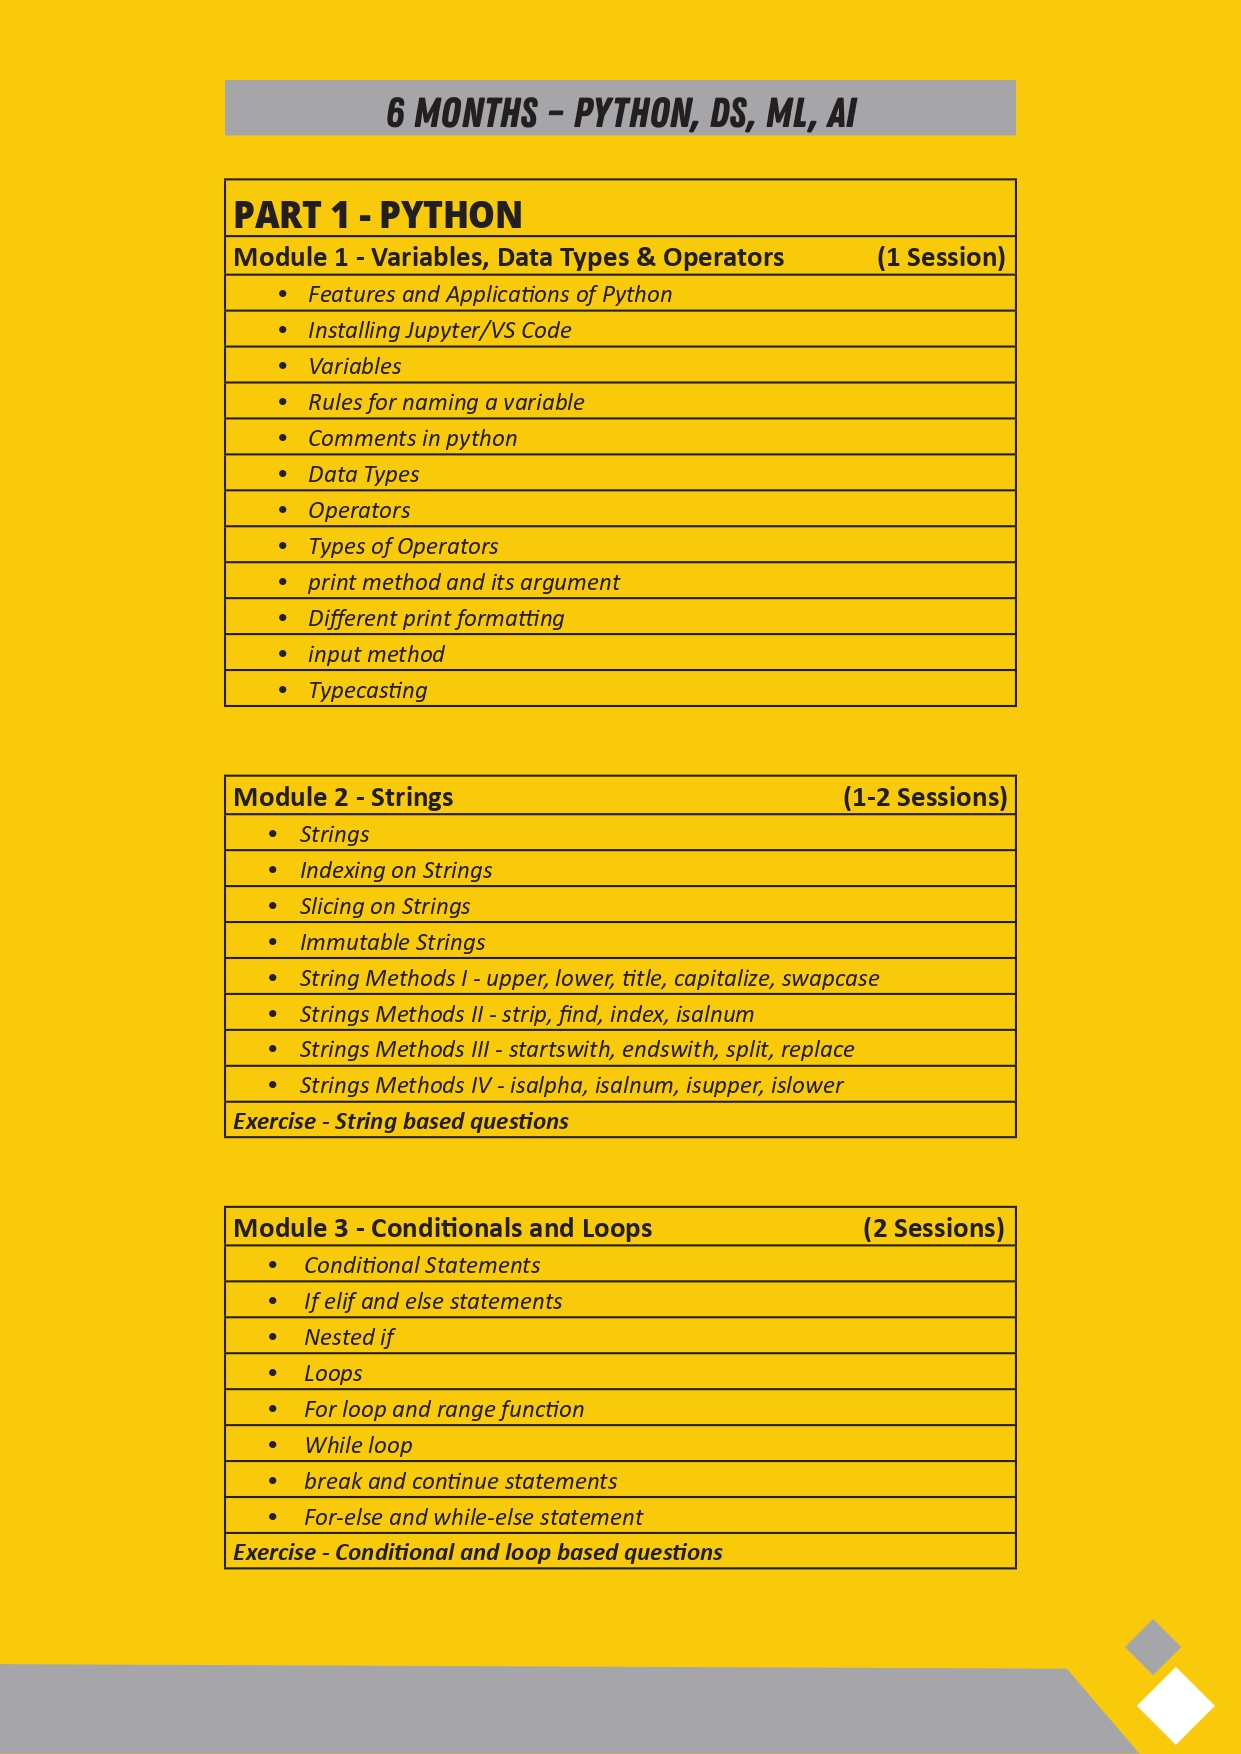 6 MONTHS – PYTHON, DS, ML, AI
PART 1 - PYTHON
Module 1 - Variables, Data Types & Operators (1 Session)
• Features and Applications of Python
• Installing Jupyter/VS Code
• Variables
• Rules for naming a variable
• Comments in python
• Data Types
• Operators
• Types of Operators
• print method and its argument
• Different print formatting
• input method
• Typecasting
Module 2 - Strings (1-2 Sessions)
• Strings
• Indexing on Strings
• Slicing on Strings
• Immutable Strings
• String Methods I - upper, lower, title, capitalize, swapcase
• Strings Methods II - strip, find, index, isalnum
• Strings Methods III - startswith, endswith, split, replace
• Strings Methods IV - isalpha, isalnum, isupper, islower
Exercise - String based questions
Module 3 - Conditionals and Loops (2 Sessions)
• Conditional Statements
• If elif and else statements
• Nested if
• Loops
• For loop and range function
• While loop
• break and continue statements
• For-else and while-else statement
Exercise - Conditional and loop based questions